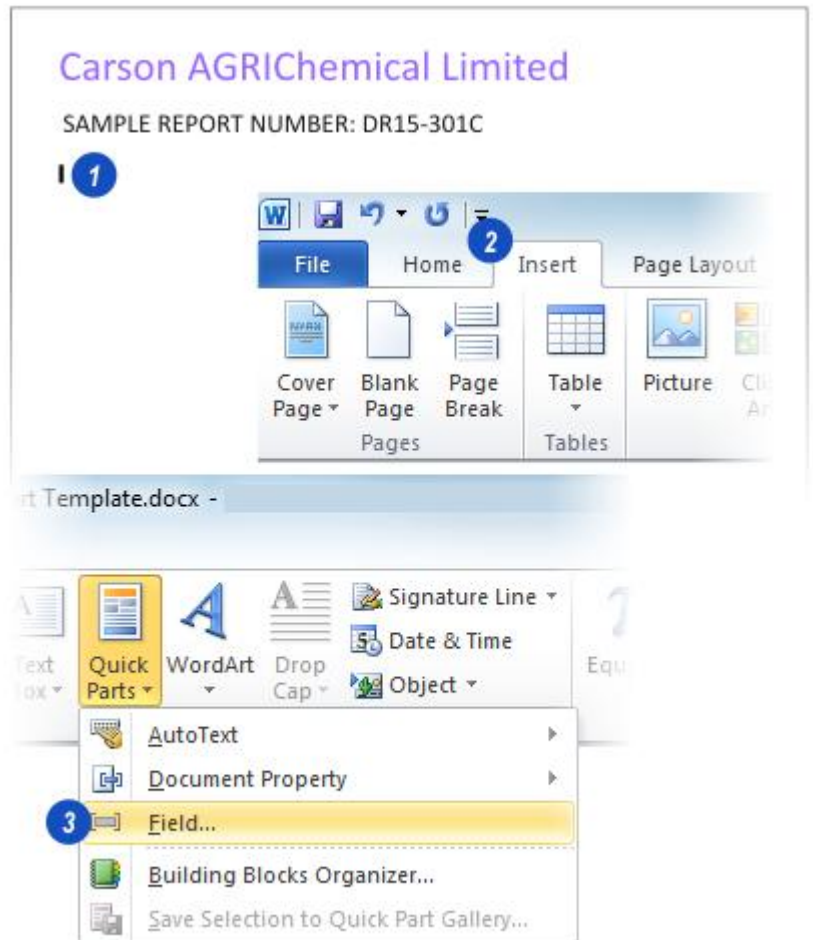 Carson AGRIChemical Limited
SAMPLE REPORT NUMBER: DR15-301C
1
W
2
File Home Insert Page Layout
Cover Page Blank Page Page Break Table Picture
Pages Tables
Template.docx -
Text Quick Parts WordArt Drop Cap
Signature Line
Date & Time
Object
AutoText
Document Property
3 Field...
Building Blocks Organizer...
Save Selection to Quick Part Gallery...